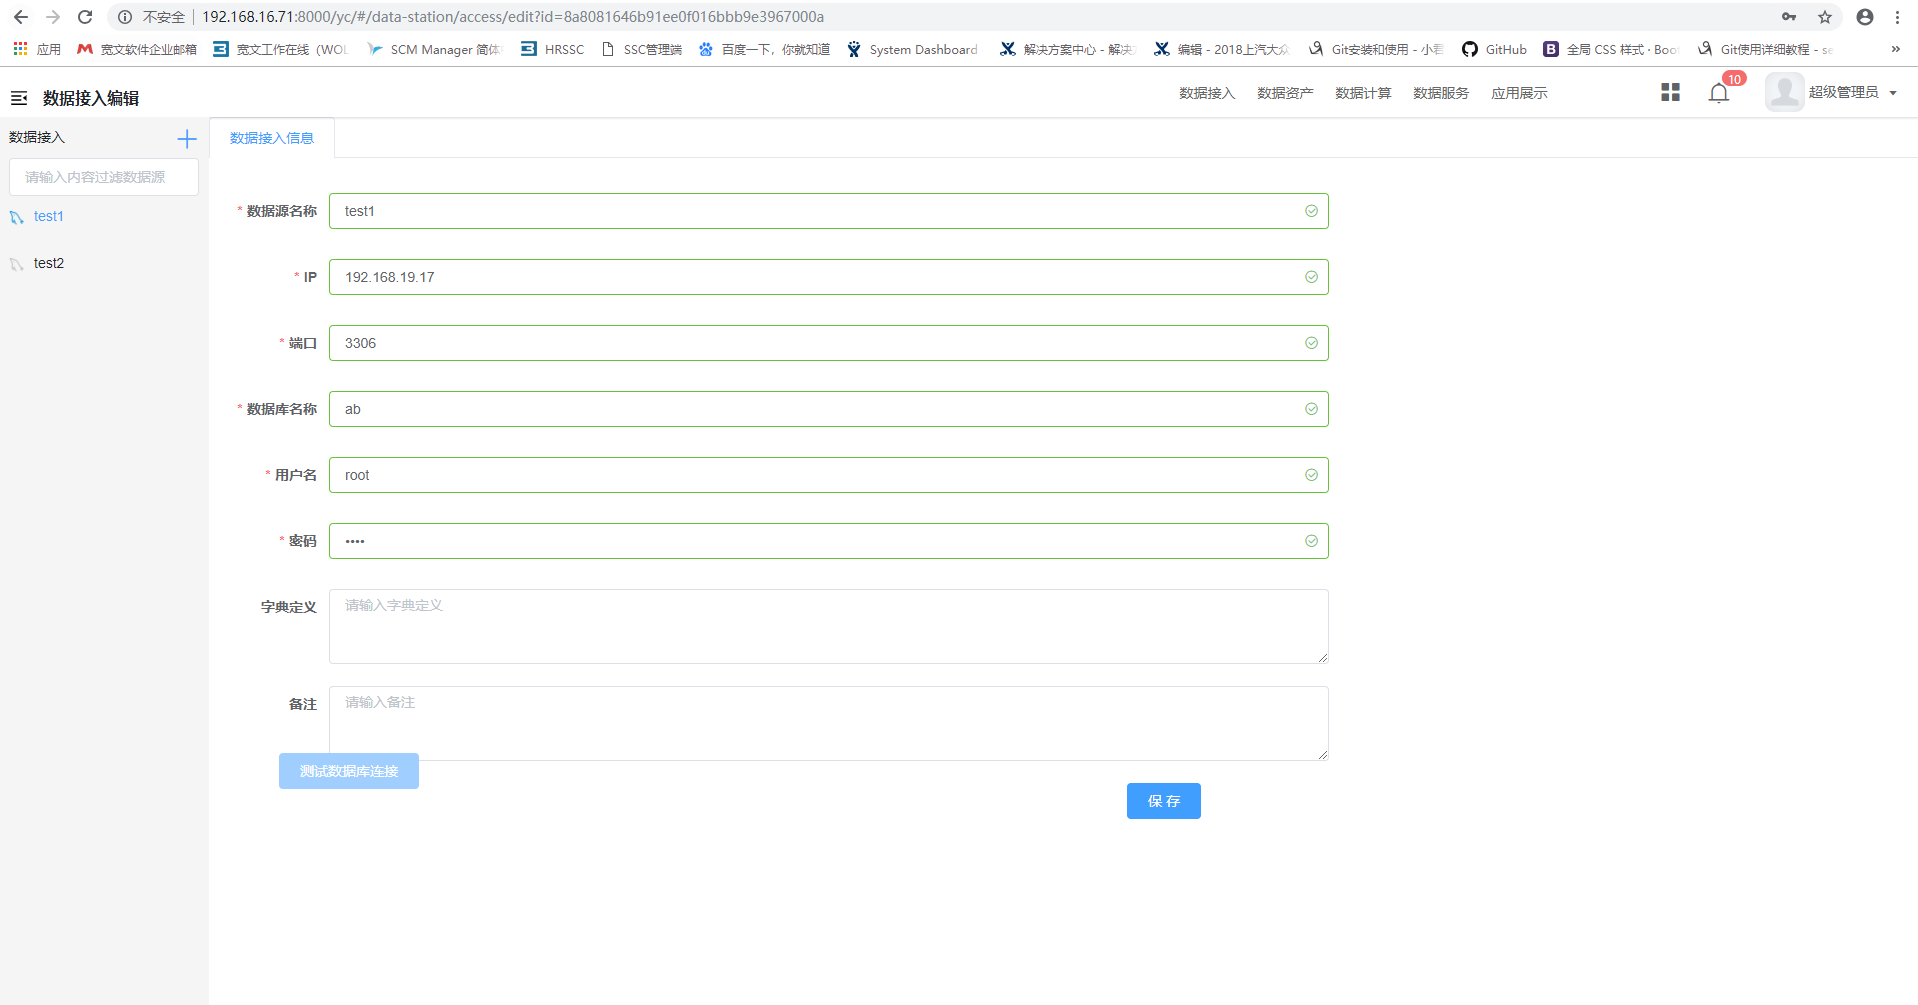 不安全 192.168.16.71:8000/yc/#/data-station/access/edit?id=8a8081646b91ee0f016bbb9e3967000a
应用 宽文软件企业邮箱 宽文工作在线（WOL SCM Manager 简体 HRSSC SSC管理端 百度一下，你就知道 System Dashboard 解决方案中心 - 解决 编辑 - 2018上汽大众 Git安装和使用 - 小君 GitHub B 全局 CSS 样式 · Boo Git使用详细教程 - se »
数据接入编辑 数据接入 数据资产 数据计算 数据服务 应用展示 10 超级管理员
数据接入 数据接入信息
请输入内容过滤数据源
test1
test2
* 数据源名称 test1
* IP 192.168.19.17
* 端口 3306
* 数据库名称 ab
* 用户名 root
* 密码 ••••
字典定义 请输入字典定义
备注 请输入备注
测试数据库连接
保 存